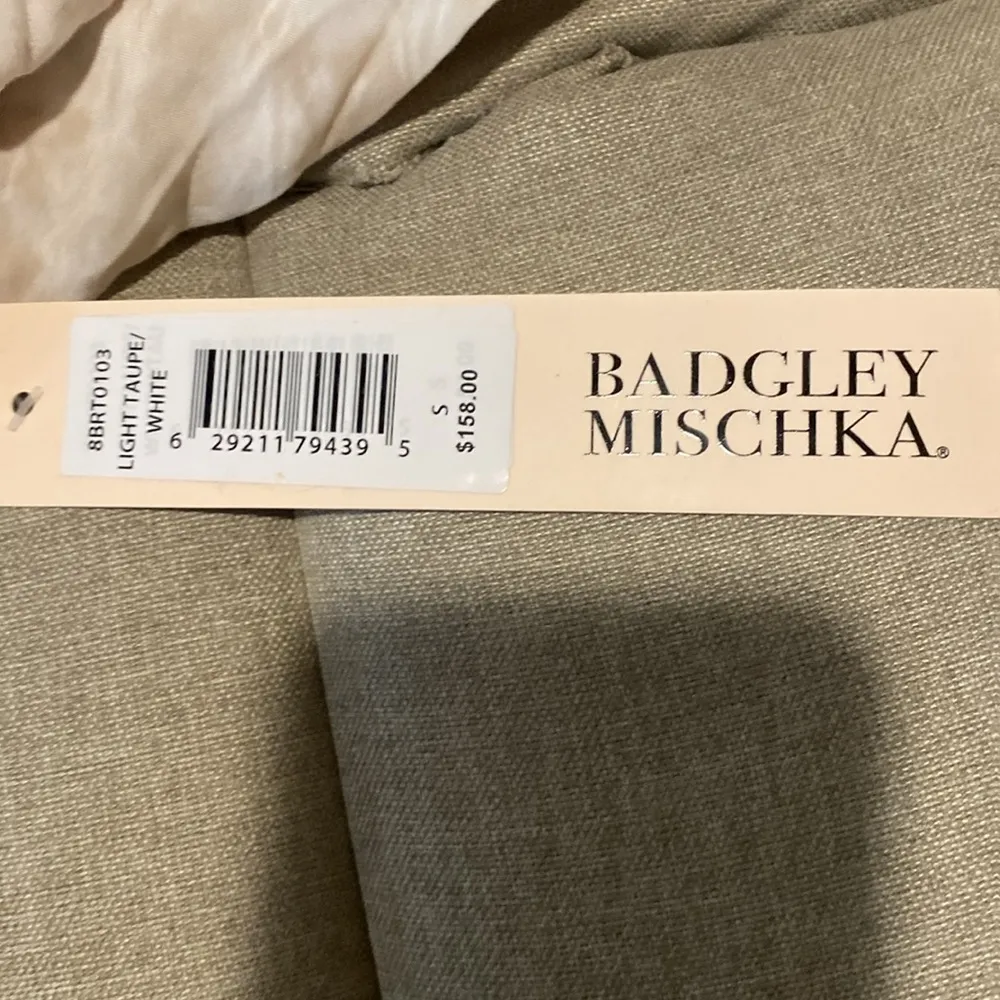 8BRT0103
LIGHT TAUPE/
WHITE
6 29211 79439 5
S
$158.00
BADGLEY
MISCHKA®